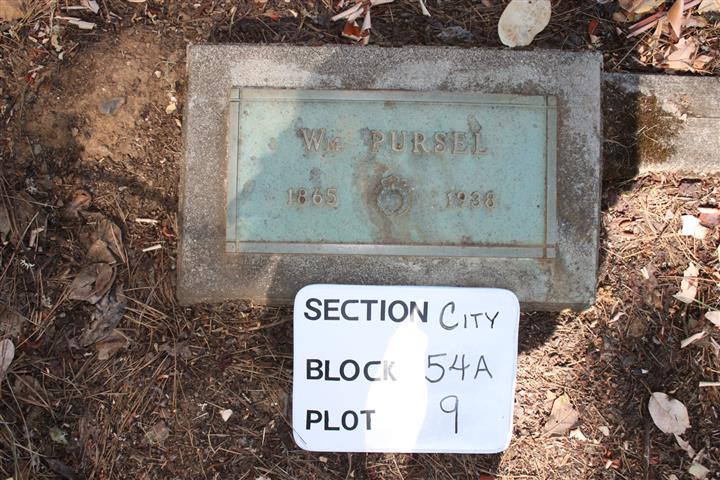 Wm PURSEL
1865 1938
SECTION CITY
BLOCK 54A
PLOT 9